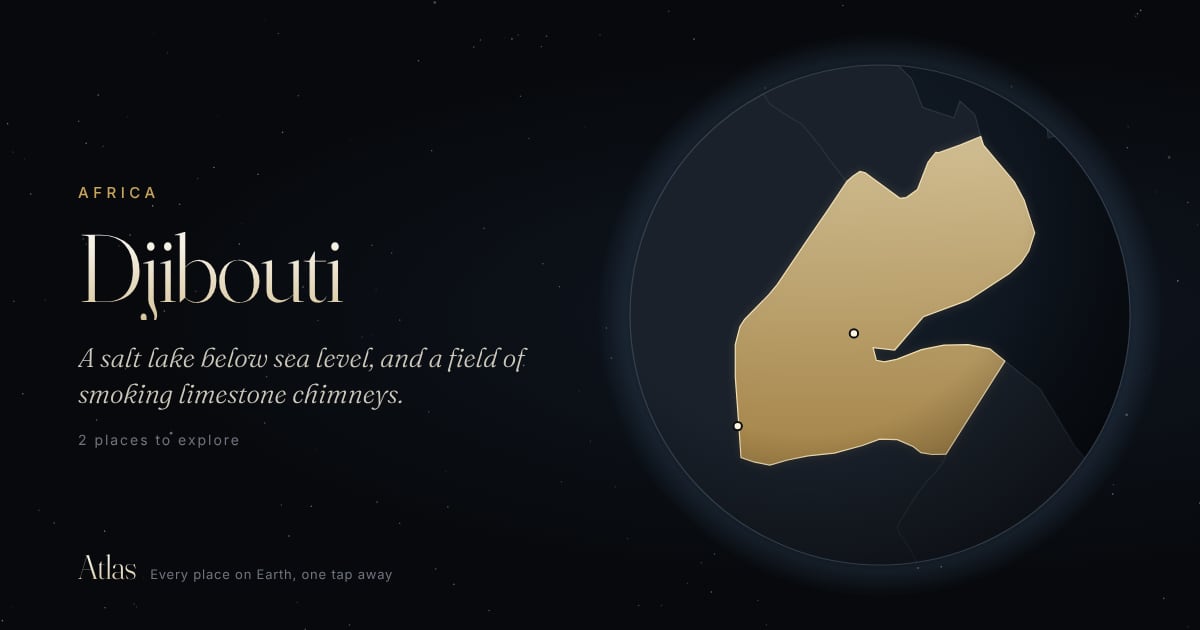 AFRICA
Djibouti
A salt lake below sea level, and a field of
smoking limestone chimneys.
2 places to explore
Atlas Every place on Earth, one tap away